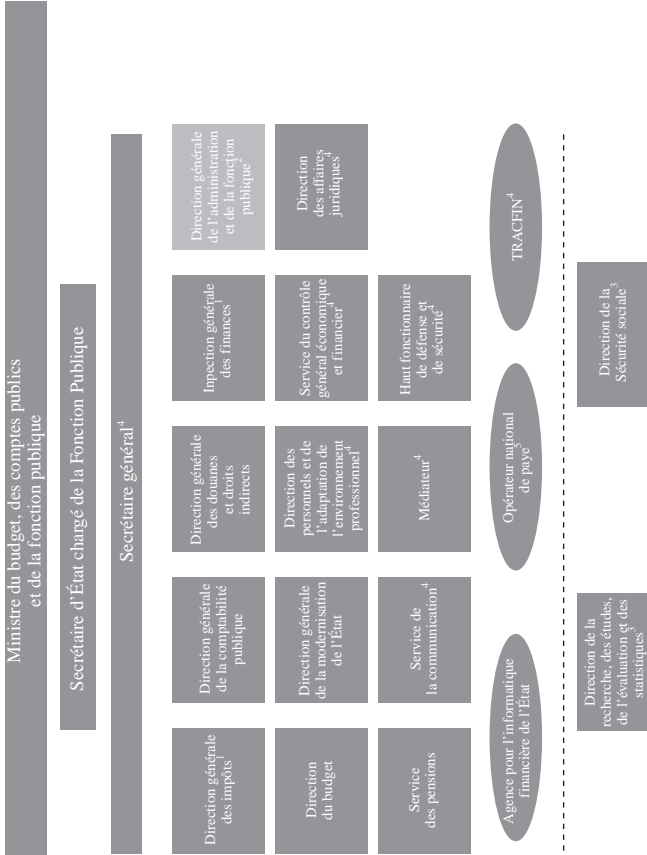 Ministre du budget, des comptes publics
et de la fonction publique
Secrétaire d’État chargé de la Fonction Publique
Secrétaire général4
Direction générale
des impôts1
Direction générale
de la comptabilité
publique
Direction générale
des douanes
et droits
indirects
Inpection générale
des finances1
Direction générale
de l’administration
et de la fonction
publique2
Direction
du budget
Direction générale
de la modernisation
de l’État
Direction des
personnels et de
l’adaptation de
l’environnement
professionnel4
Service du contrôle
général économique
et financier4
Direction
des affaires
juridiques4
Service
des pensions
Service de
la communication4
Médiateur4
Haut fonctionnaire
de défense et
de sécurité4
Agence pour l’informatique
financière de l’État
Opérateur national
de paye5
TRACFIN4
Direction de la
recherche, des études,
de l’évaluation et des
statistiques3
Direction de la
Sécurité sociale3